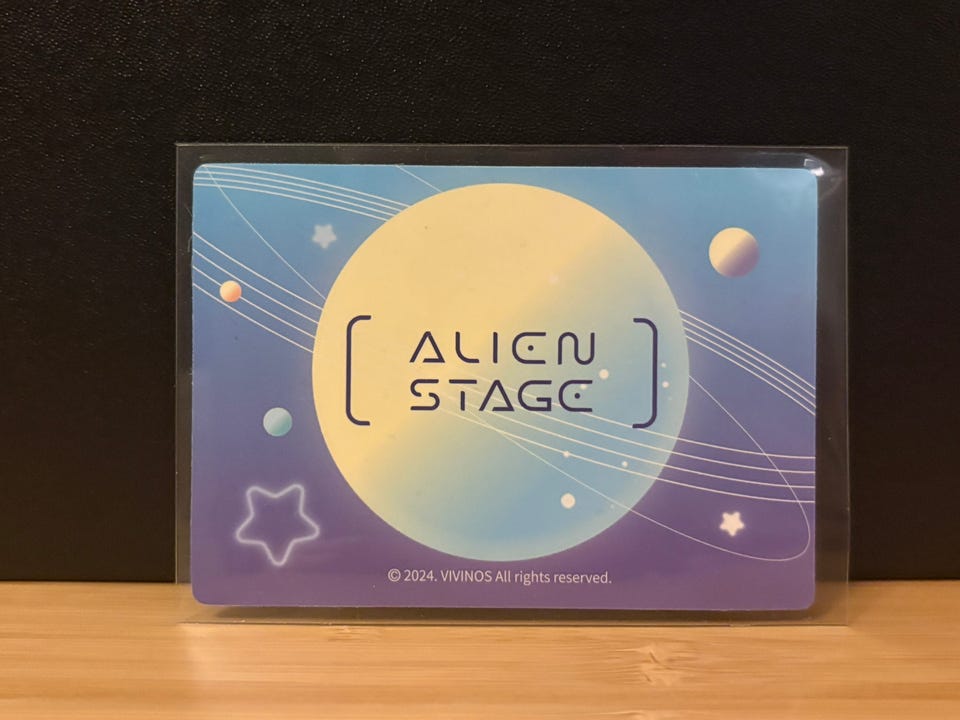 [ ALIEN
STAGE ]
© 2024. VIVINOS All rights reserved.